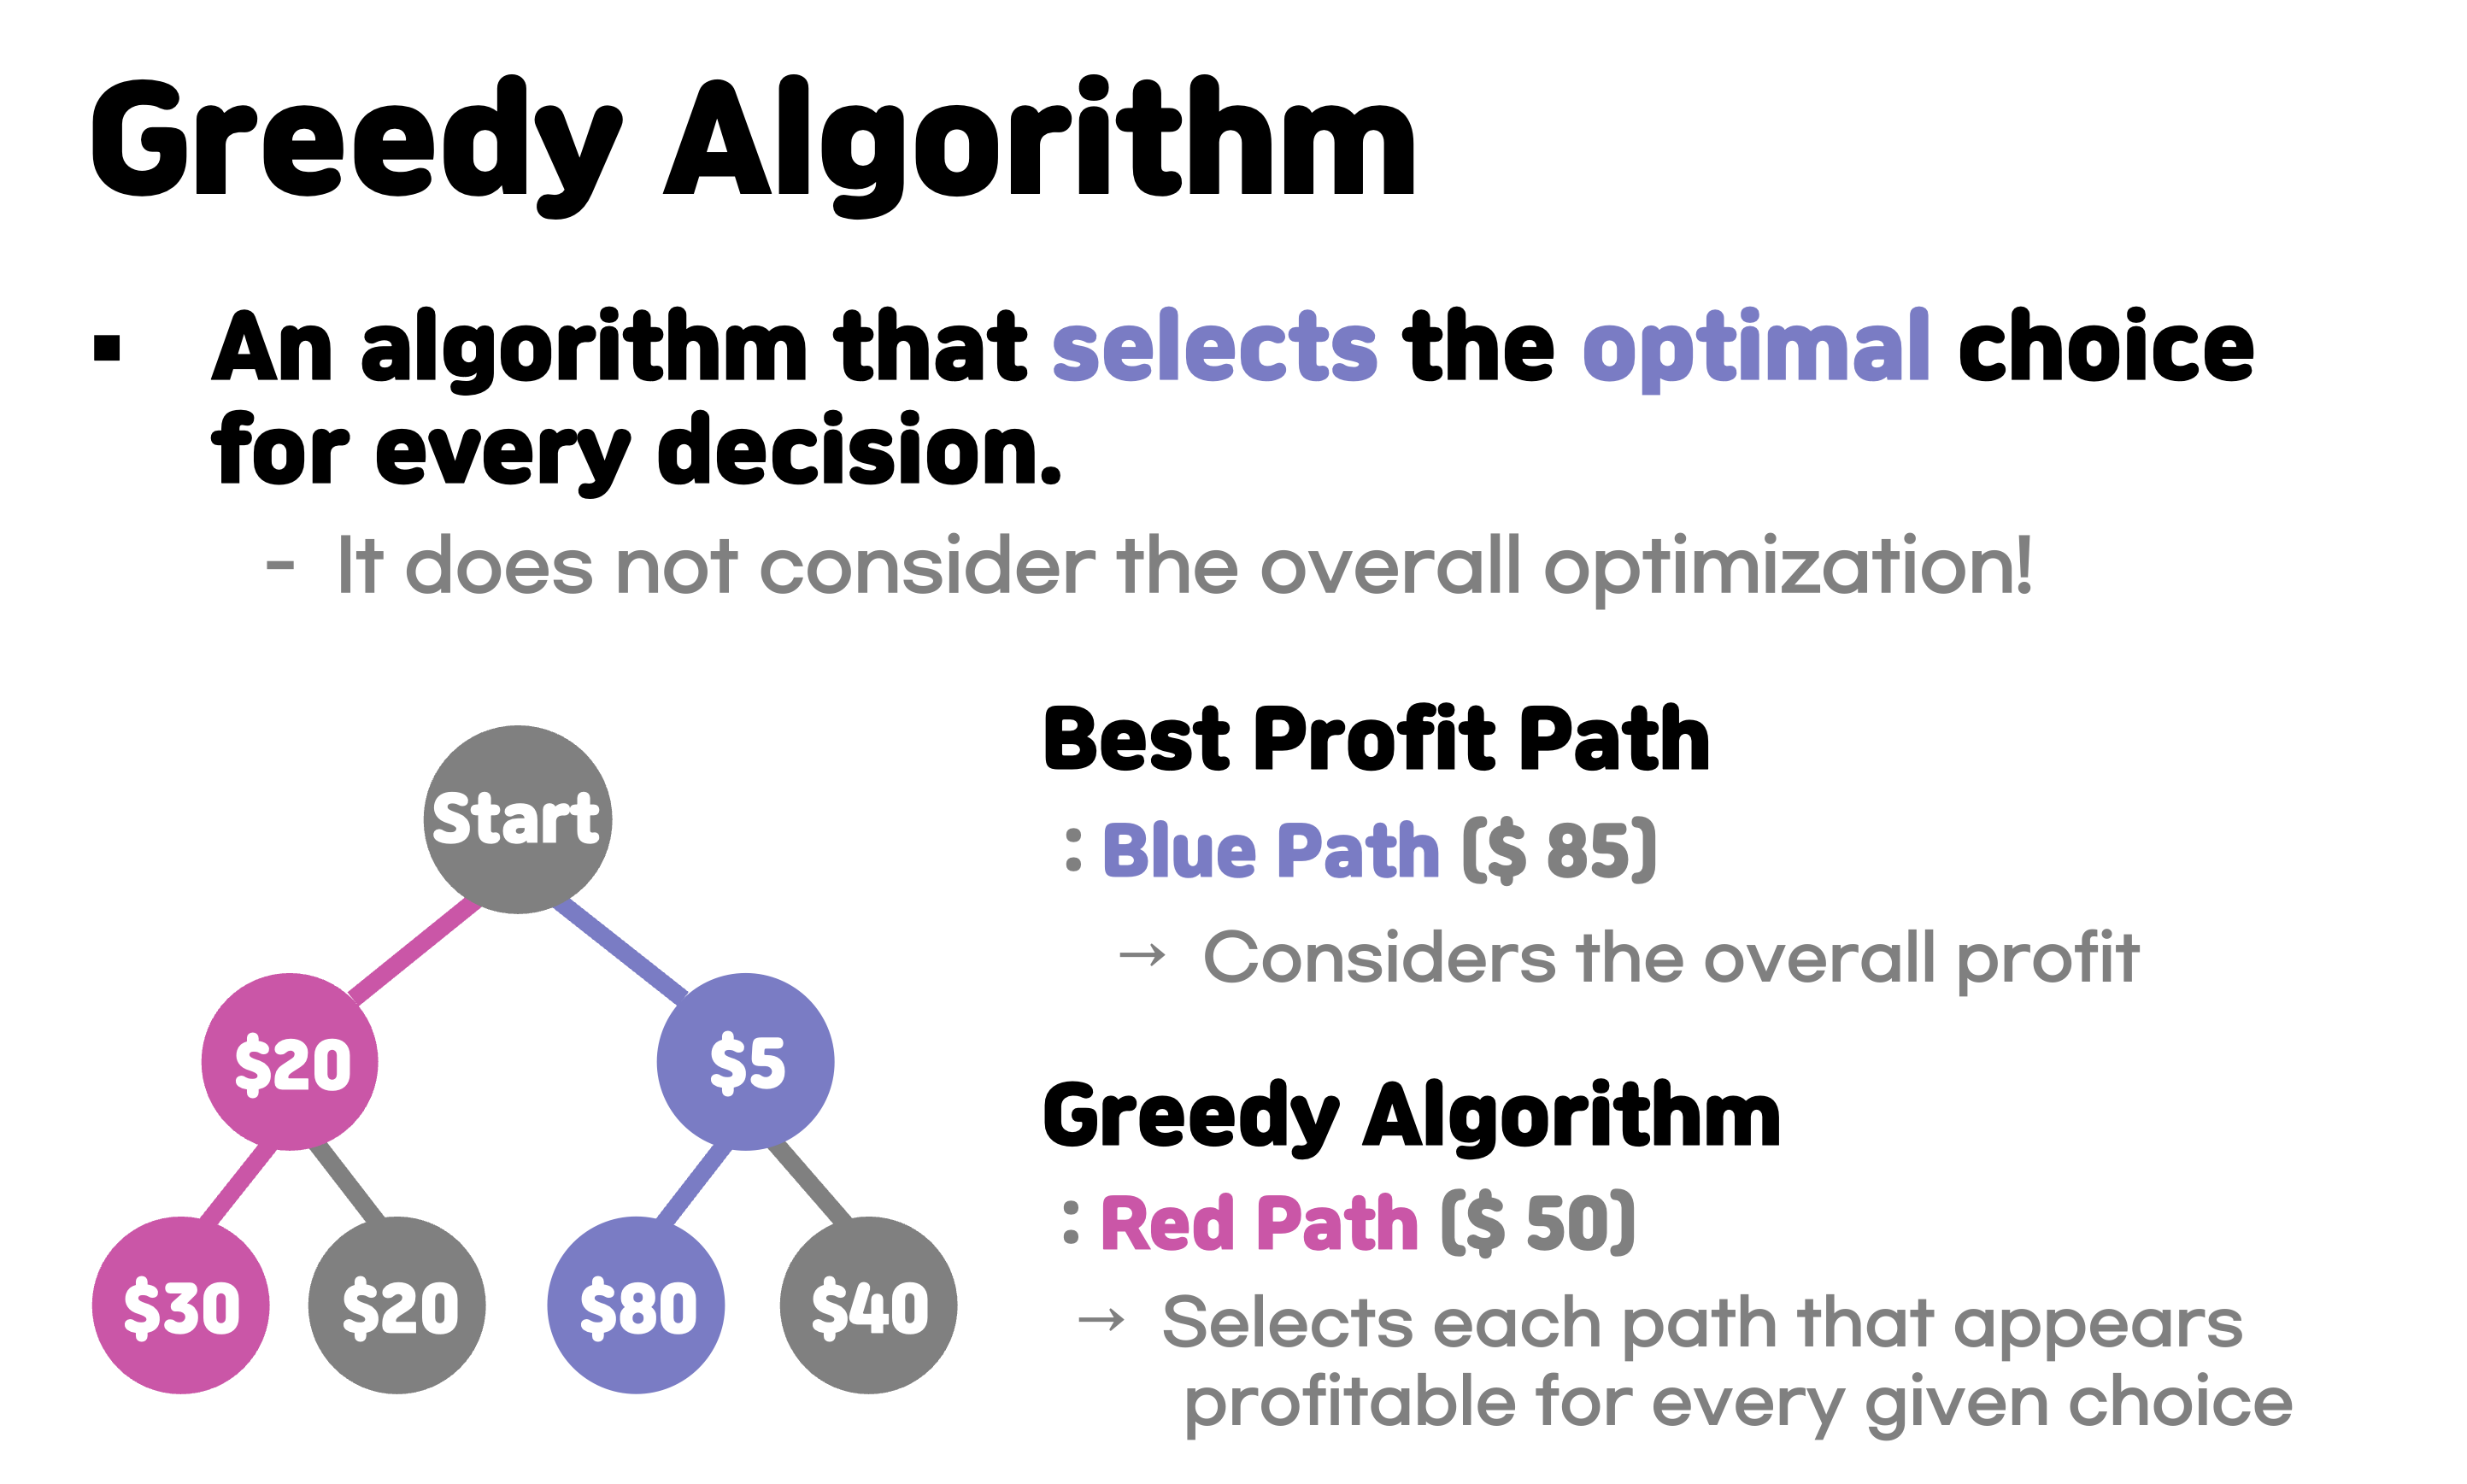 Greedy Algorithm
▪ An algorithm that selects the optimal choice
for every decision.
- It does not consider the overall optimization!
Start
$20
$5
$30
$20
$80
$40
Best Profit Path
: Blue Path ($ 85)
→ Considers the overall profit
Greedy Algorithm
: Red Path ($ 50)
→ Selects each path that appears
profitable for every given choice